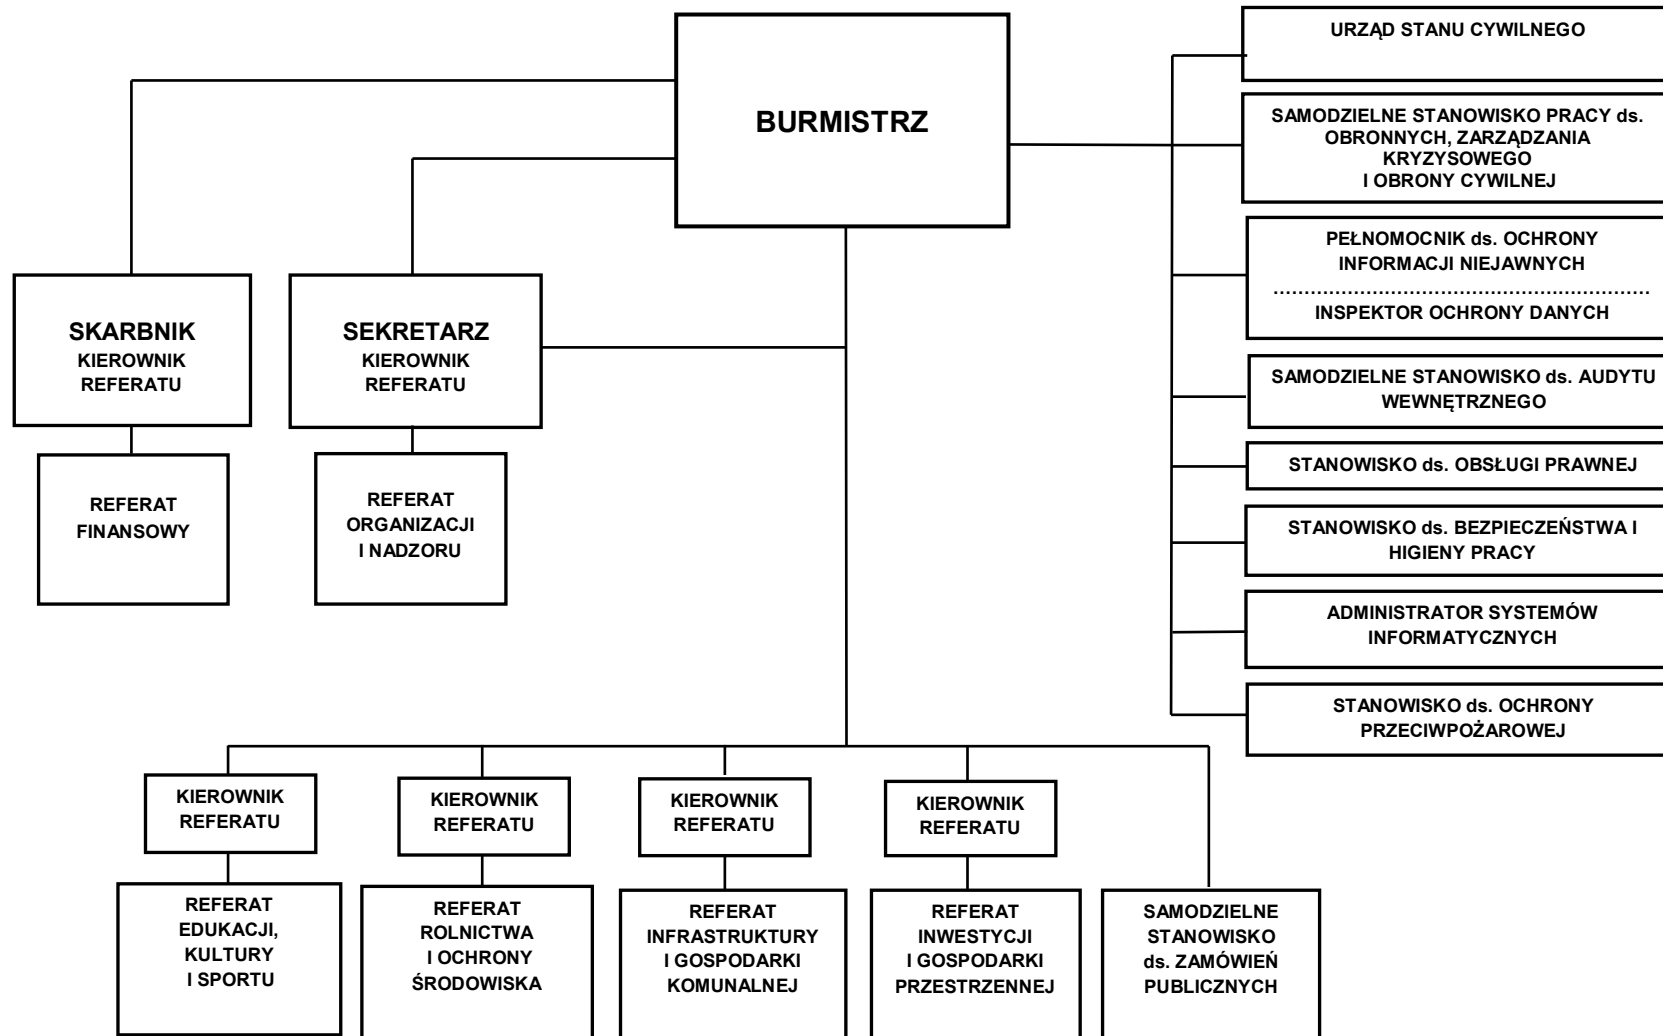 BURMISTRZ
URZĄD STANU CYWILNEGO
SAMODZIELNE STANOWISKO PRACY ds.
OBRONNYCH, ZARZĄDZANIA
KRYZYSOWEGO
I OBRONY CYWILNEJ
PEŁNOMOCNIK ds. OCHRONY
INFORMACJI NIEJAWNYCH
……………………………………………………
INSPEKTOR OCHRONY DANYCH
SAMODZIELNE STANOWISKO ds. AUDYTU
WEWNĘTRZNEGO
STANOWISKO ds. OBSŁUGI PRAWNEJ
STANOWISKO ds. BEZPIECZEŃSTWA I
HIGIENY PRACY
ADMINISTRATOR SYSTEMÓW
INFORMATYCZNYCH
STANOWISKO ds. OCHRONY
PRZECIWPOŻAROWEJ
SKARBNIK
KIEROWNIK
REFERATU
SEKRETARZ
KIEROWNIK
REFERATU
REFERAT
FINANSOWY
REFERAT
ORGANIZACJI
I NADZORU
KIEROWNIK
REFERATU
KIEROWNIK
REFERATU
KIEROWNIK
REFERATU
KIEROWNIK
REFERATU
REFERAT
EDUKACJI,
KULTURY
I SPORTU
REFERAT
ROLNICTWA
I OCHRONY
ŚRODOWISKA
REFERAT
INFRASTRUKTURY
I GOSPODARKI
KOMUNALNEJ
REFERAT
INWESTYCJI
I GOSPODARKI
PRZESTRZENNEJ
SAMODZIELNE
STANOWISKO
ds. ZAMÓWIEŃ
PUBLICZNYCH